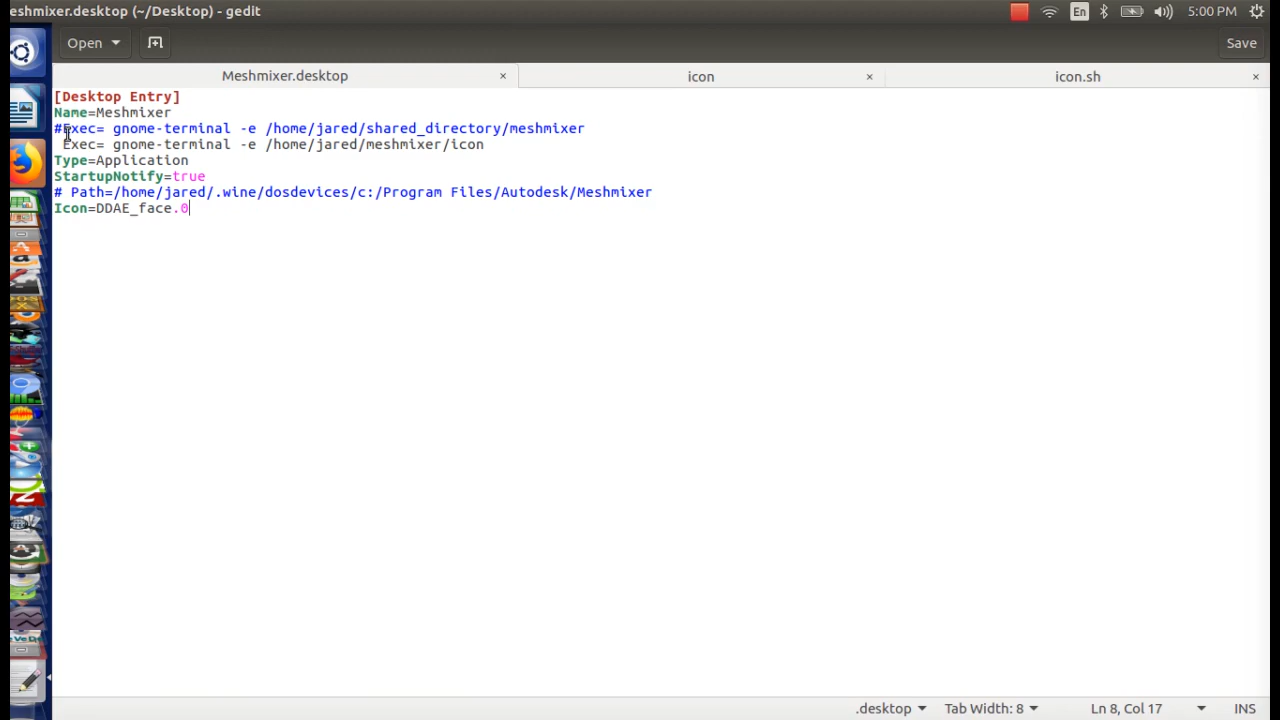 eshmixer.desktop (~/Desktop) - gedit
En
5:00 PM
Open
Save
Meshmixer.desktop
icon
icon.sh
[Desktop Entry]
Name=Meshmixer
#Exec= gnome-terminal -e /home/jared/shared_directory/meshmixer
 Exec= gnome-terminal -e /home/jared/meshmixer/icon
Type=Application
StartupNotify=true
# Path=/home/jared/.wine/dosdevices/c:/Program Files/Autodesk/Meshmixer
Icon=DDAE_face.0
.desktop
Tab Width: 8
Ln 8, Col 17
INS